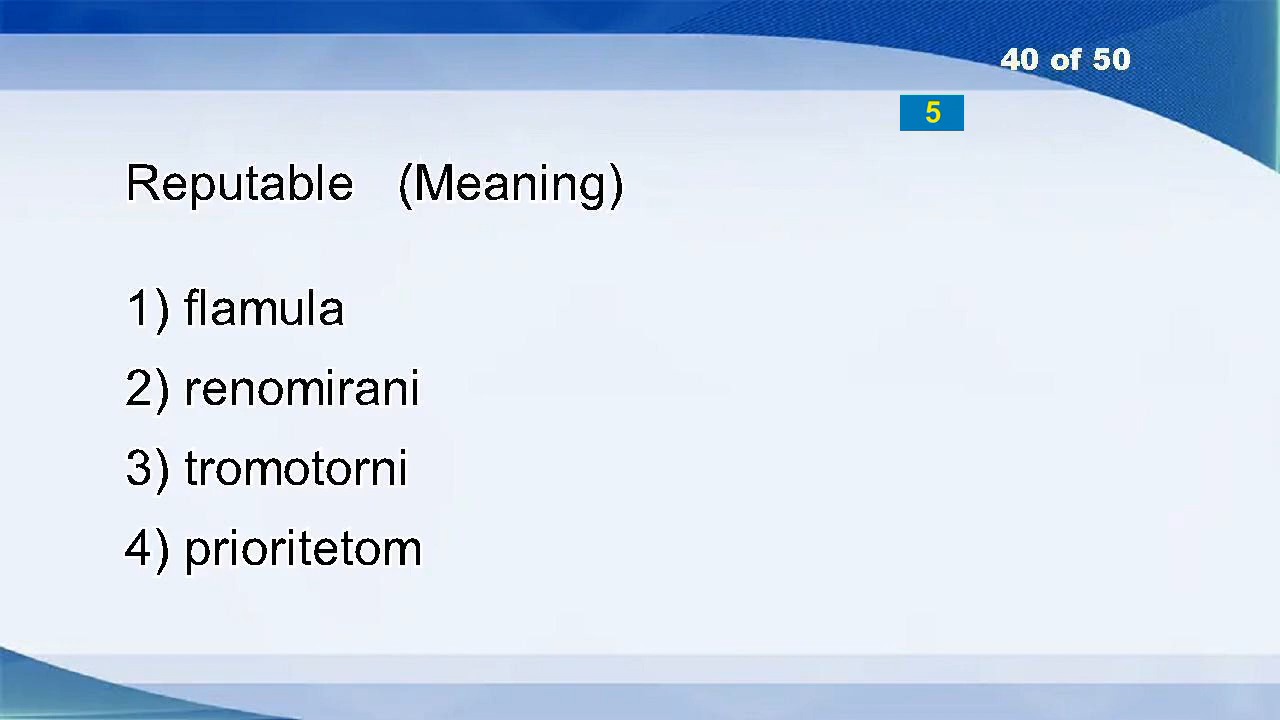 40 of 50
5
Reputable (Meaning)
1) flamula
2) renomirani
3) tromotorni
4) prioritetom